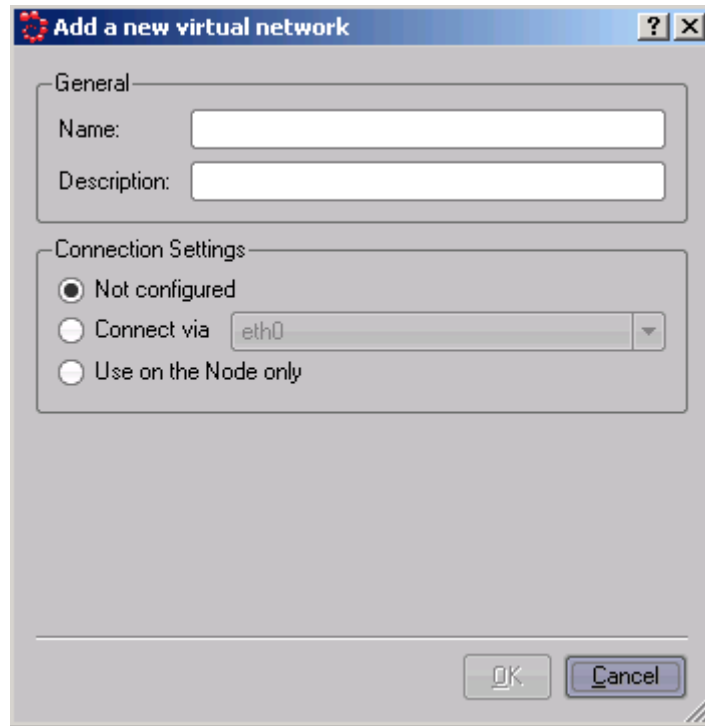 Add a new virtual network
General
Name:
Description:
Connection Settings
Not configured
Connect via eth0
Use on the Node only
OK Cancel